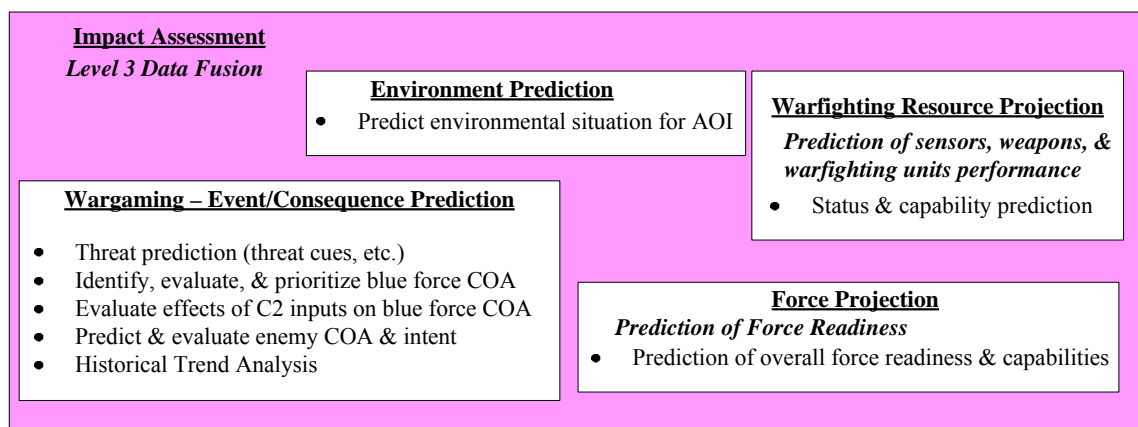 Impact Assessment
Level 3 Data Fusion
Environment Prediction
• Predict environmental situation for AOI
Warfighting Resource Projection
Prediction of sensors, weapons, &
warfighting units performance
• Status & capability prediction
Wargaming – Event/Consequence Prediction
• Threat prediction (threat cues, etc.)
• Identify, evaluate, & prioritize blue force COA
• Evaluate effects of C2 inputs on blue force COA
• Predict & evaluate enemy COA & intent
• Historical Trend Analysis
Force Projection
Prediction of Force Readiness
• Prediction of overall force readiness & capabilities